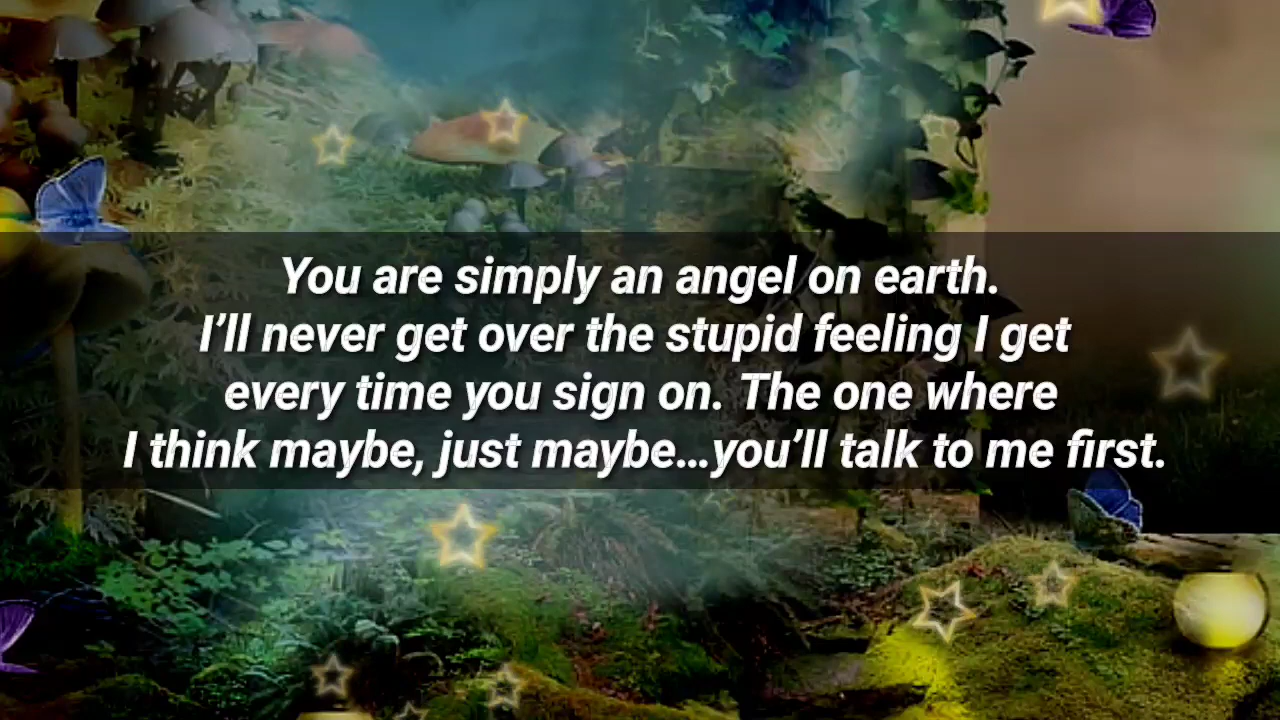 You are simply an angel on earth.
I’ll never get over the stupid feeling I get
every time you sign on. The one where
I think maybe, just maybe…you’ll talk to me first.